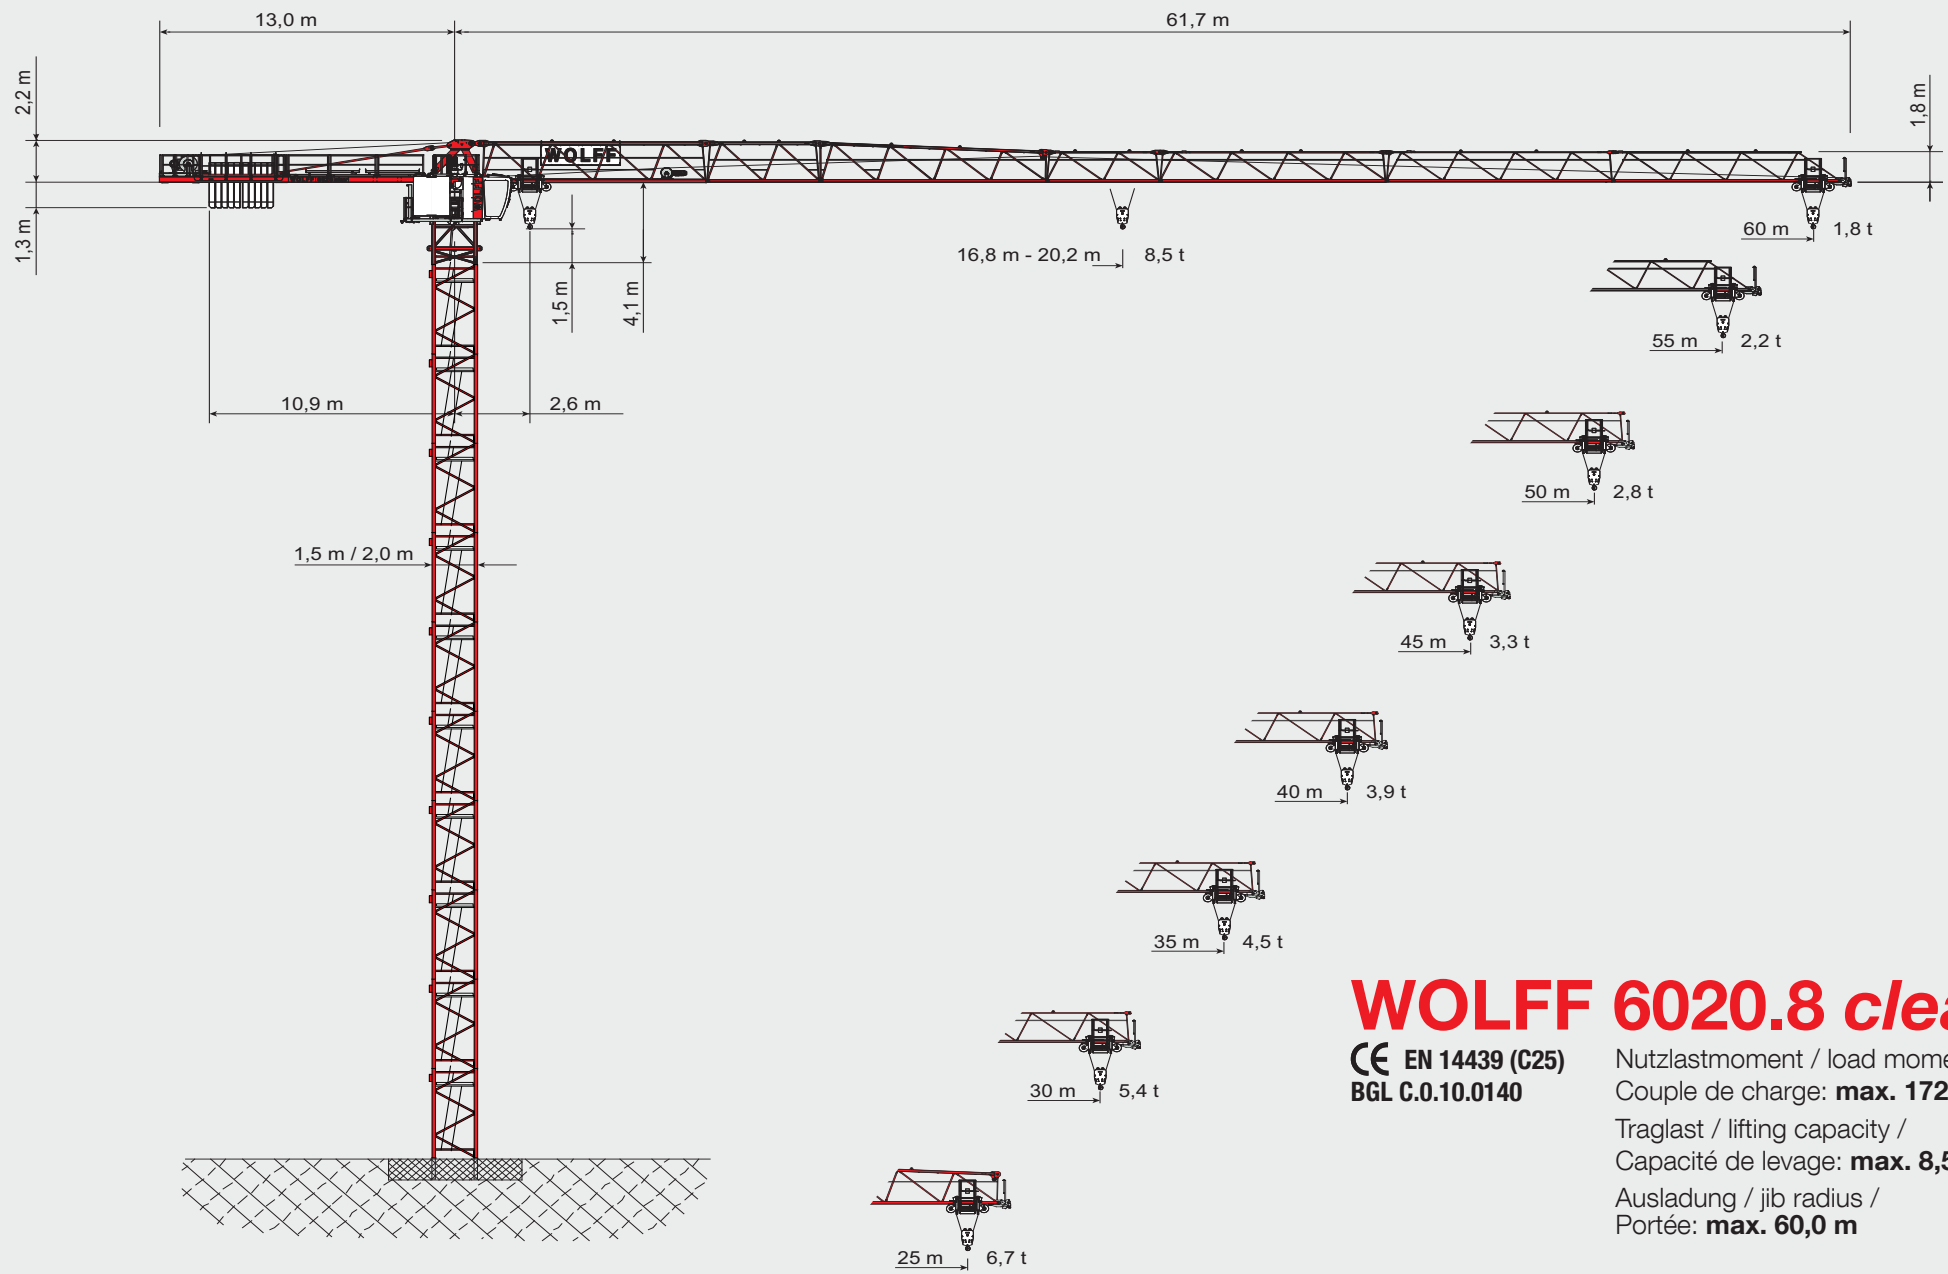 13,0 m
61,7 m
2,2 m
1,8 m
WOLFF
WOLFF
1,3 m
60 m 1,8 t
16,8 m - 20,2 m 8,5 t
1,5 m
4,1 m
55 m 2,2 t
10,9 m
2,6 m
50 m 2,8 t
1,5 m / 2,0 m
45 m 3,3 t
40 m 3,9 t
35 m 4,5 t
WOLFF 6020.8 clea
CE EN 14439 (C25)
BGL C.0.10.0140
Nutzlastmoment / load mome
Couple de charge: max. 172
Traglast / lifting capacity /
Capacité de levage: max. 8,5
Ausladung / jib radius /
Portée: max. 60,0 m
30 m 5,4 t
25 m 6,7 t